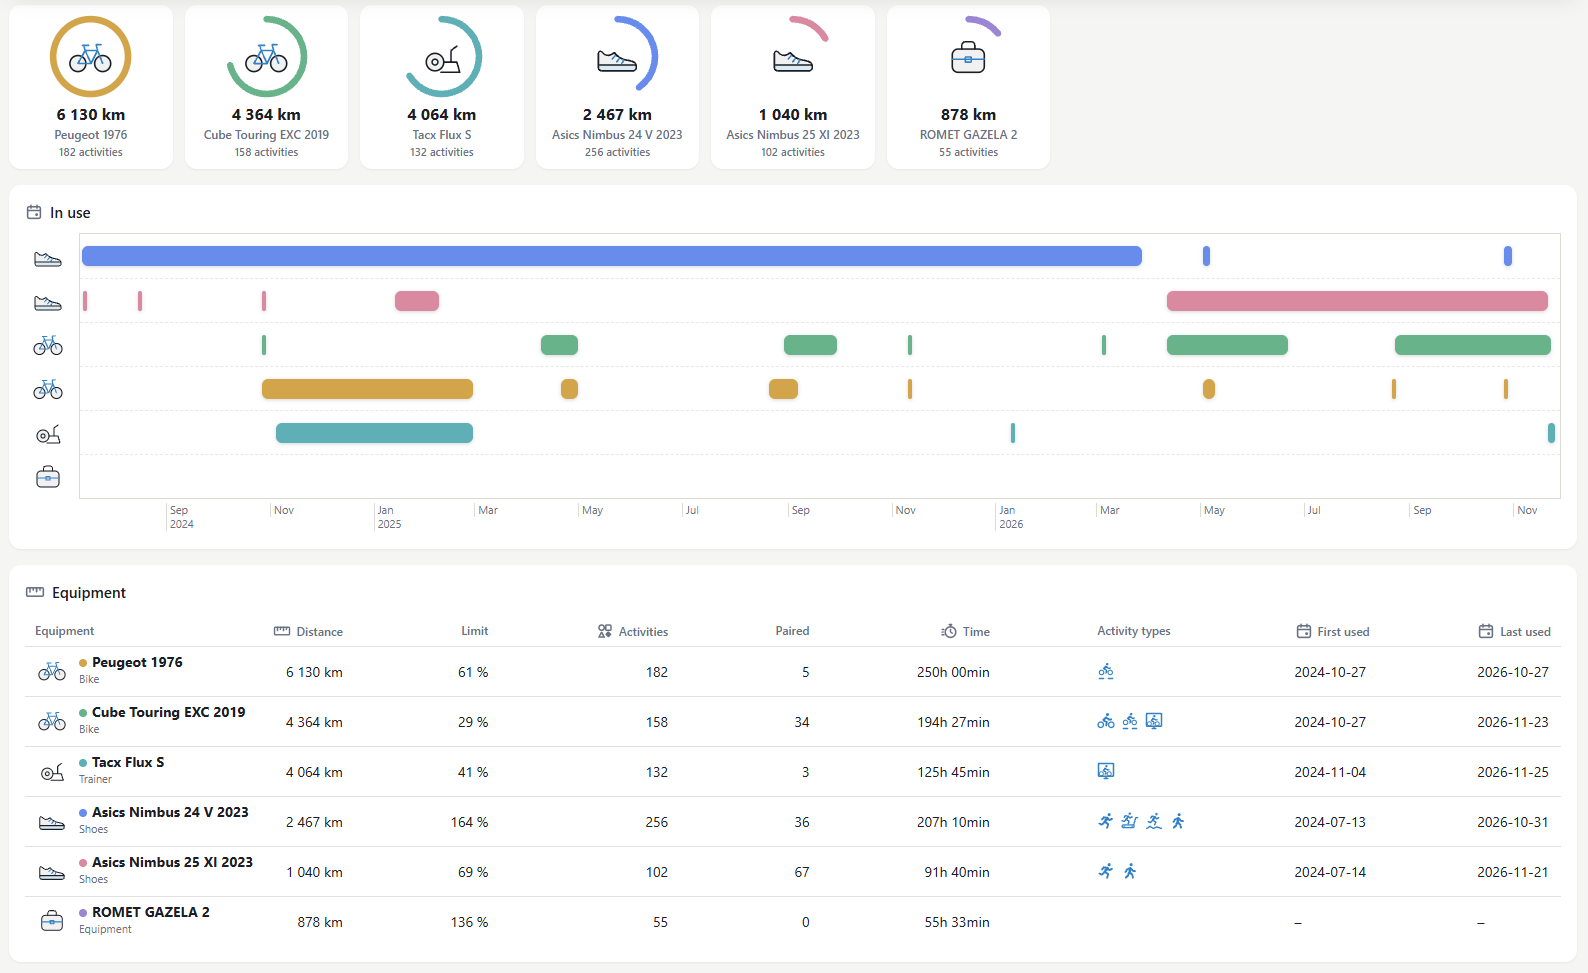 6 130 km
Peugeot 1976
182 activities
4 364 km
Cube Touring EXC 2019
158 activities
4 064 km
Tacx Flux S
132 activities
2 467 km
Asics Nimbus 24 V 2023
256 activities
1 040 km
Asics Nimbus 25 XI 2023
102 activities
878 km
ROMET GAZELA 2
55 activities
In use
Sep Nov Jan Mar May Jul Sep Nov Jan Mar May Jul Sep Nov
2024 2025 2026
Equipment
Equipment Distance Limit Activities Paired Time Activity types First used Last used
Peugeot 1976
Bike
6 130 km 61 % 182 5 250h 00min 2024-10-27 2026-10-27
Cube Touring EXC 2019
Bike
4 364 km 29 % 158 34 194h 27min 2024-10-27 2026-11-23
Tacx Flux S
Trainer
4 064 km 41 % 132 3 125h 45min 2024-11-04 2026-11-25
Asics Nimbus 24 V 2023
Shoes
2 467 km 164 % 256 36 207h 10min 2024-07-13 2026-10-31
Asics Nimbus 25 XI 2023
Shoes
1 040 km 69 % 102 67 91h 40min 2024-07-14 2026-11-21
ROMET GAZELA 2
Equipment
878 km 136 % 55 0 55h 33min – –